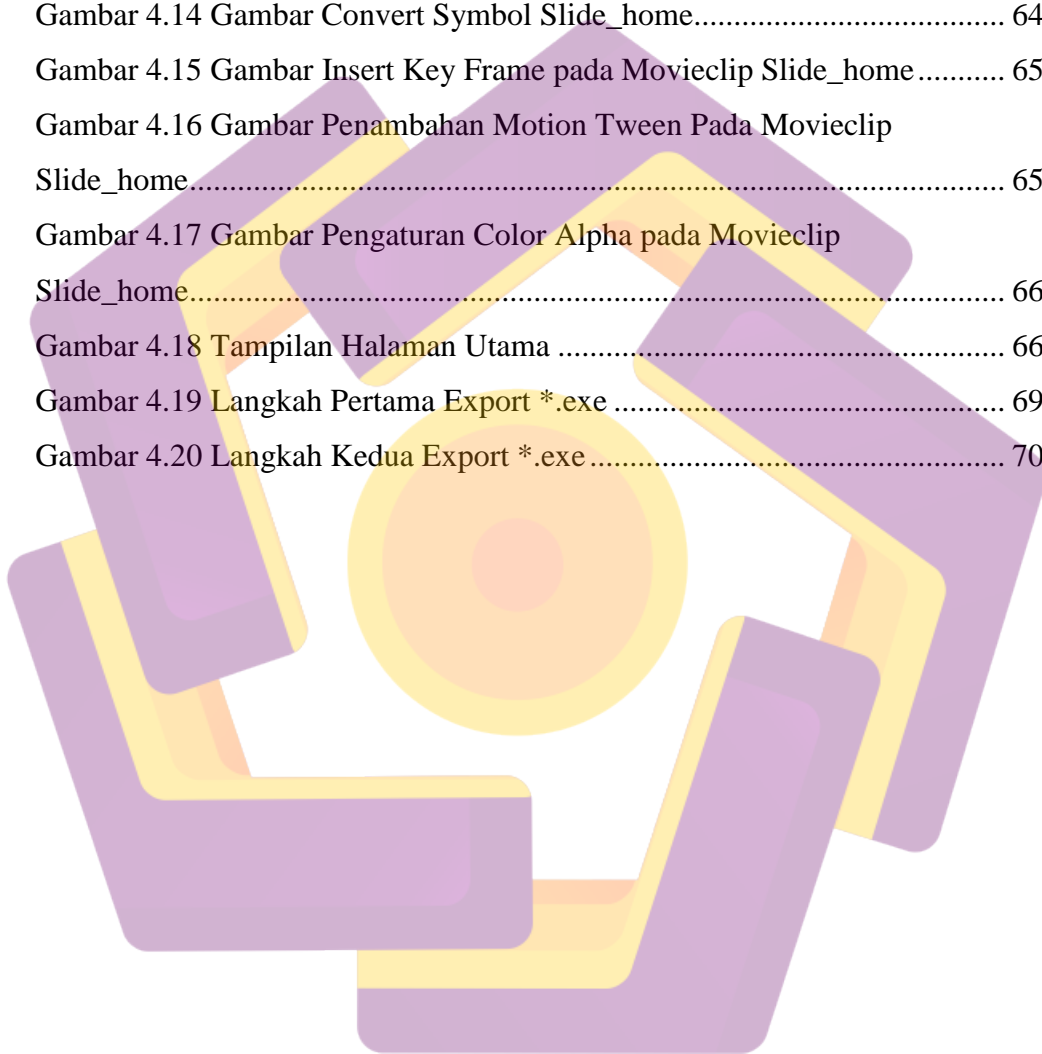 Gambar 4.14 Gambar Convert Symbol Slide_home.................................... 64
Gambar 4.15 Gambar Insert Key Frame pada Movieclip Slide_home........... 65
Gambar 4.16 Gambar Penambahan Motion Tween Pada Movieclip
Slide_home.............................................................................................. 65
Gambar 4.17 Gambar Pengaturan Color Alpha pada Movieclip
Slide_home.............................................................................................. 66
Gambar 4.18 Tampilan Halaman Utama .................................................... 66
Gambar 4.19 Langkah Pertama Export *.exe ............................................. 69
Gambar 4.20 Langkah Kedua Export *.exe ................................................ 70